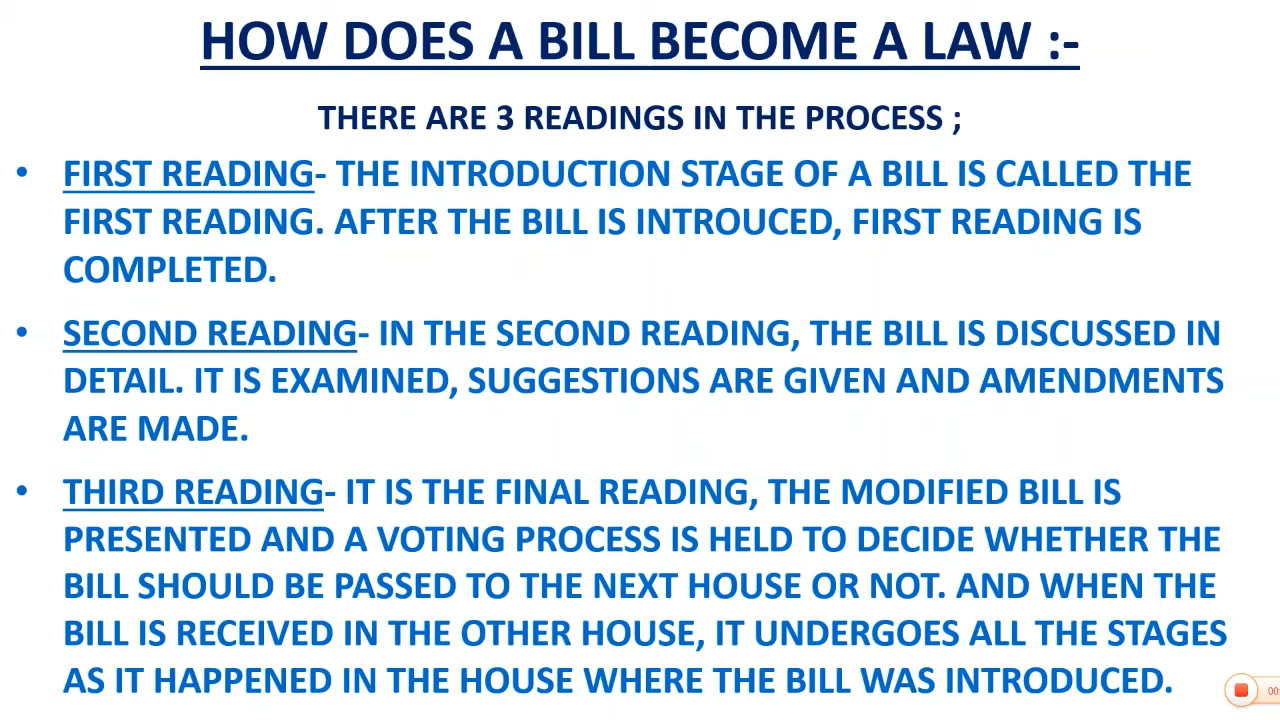 HOW DOES A BILL BECOME A LAW :-
THERE ARE 3 READINGS IN THE PROCESS ;
• FIRST READING- THE INTRODUCTION STAGE OF A BILL IS CALLED THE
FIRST READING. AFTER THE BILL IS INTROUCED, FIRST READING IS
COMPLETED.
• SECOND READING- IN THE SECOND READING, THE BILL IS DISCUSSED IN
DETAIL. IT IS EXAMINED, SUGGESTIONS ARE GIVEN AND AMENDMENTS
ARE MADE.
• THIRD READING- IT IS THE FINAL READING, THE MODIFIED BILL IS
PRESENTED AND A VOTING PROCESS IS HELD TO DECIDE WHETHER THE
BILL SHOULD BE PASSED TO THE NEXT HOUSE OR NOT. AND WHEN THE
BILL IS RECEIVED IN THE OTHER HOUSE, IT UNDERGOES ALL THE STAGES
AS IT HAPPENED IN THE HOUSE WHERE THE BILL WAS INTRODUCED.
00: